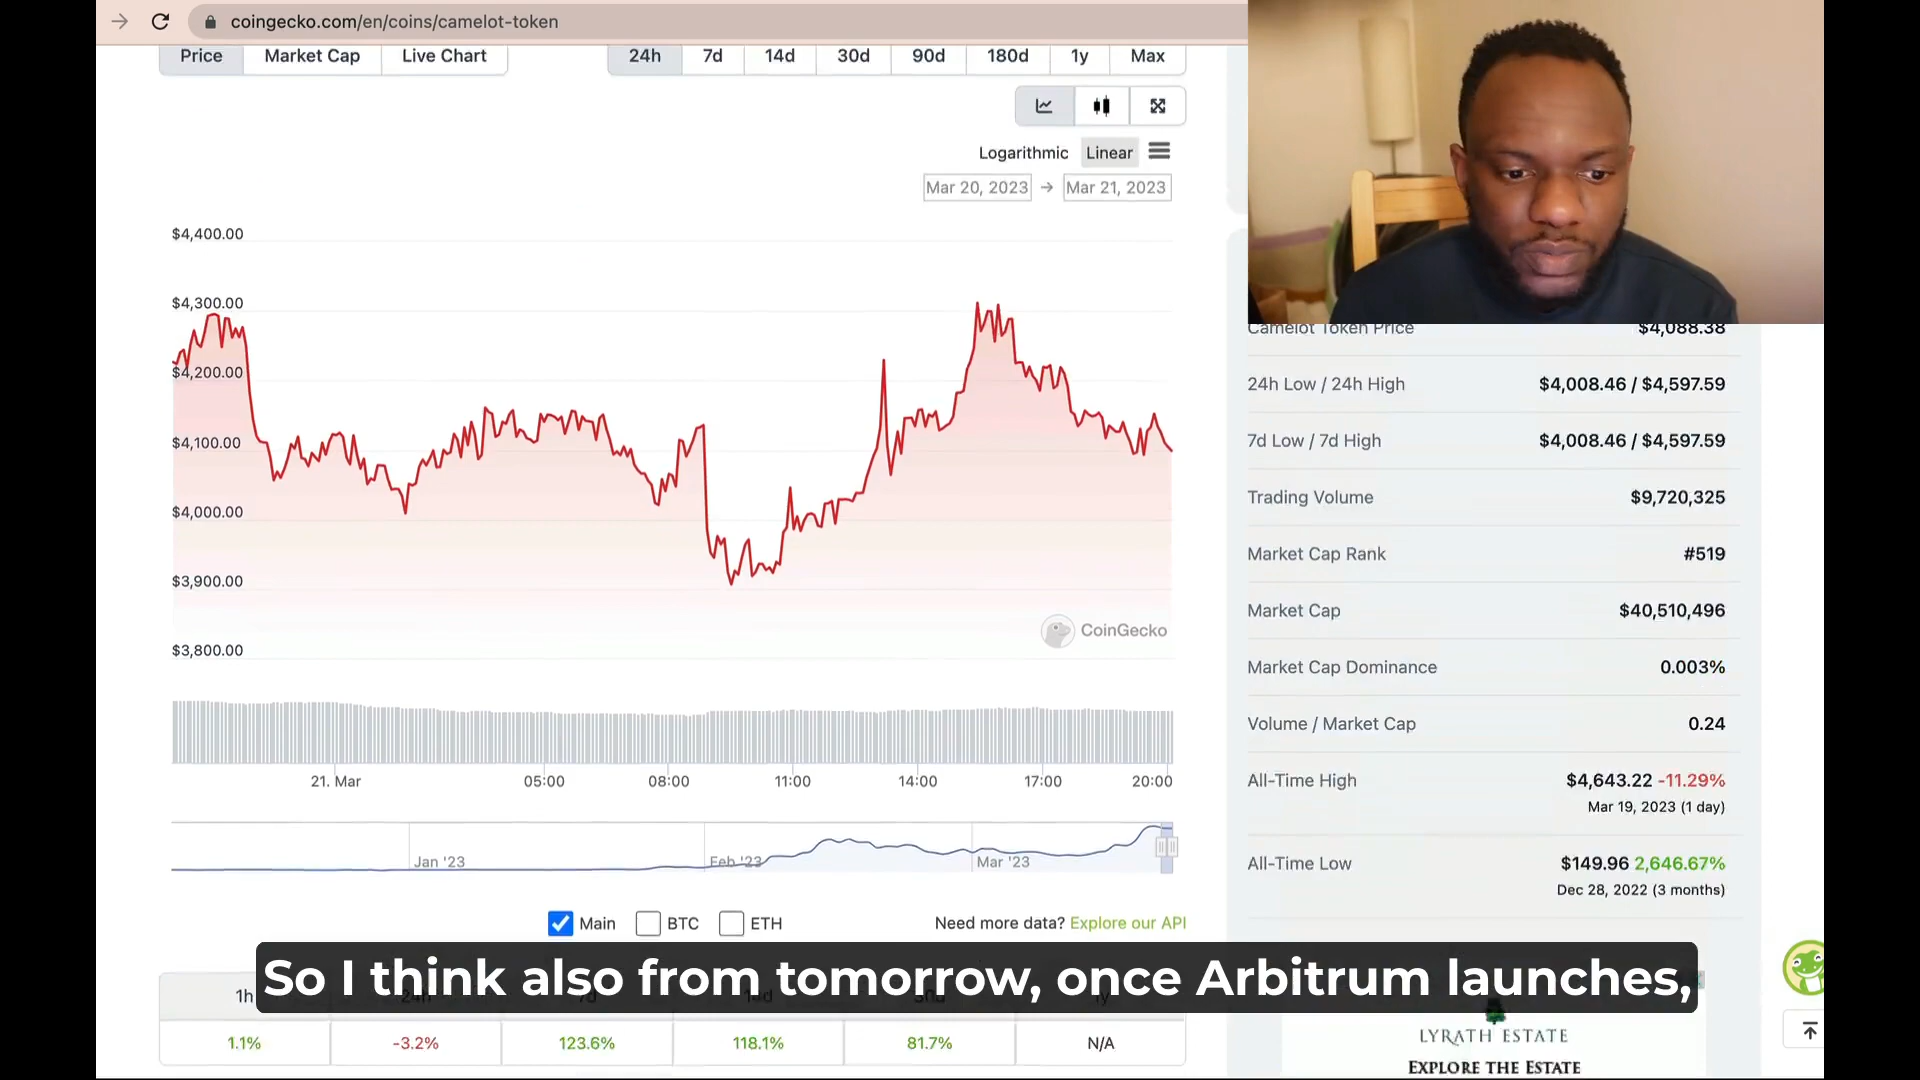 coingecko.com/en/coins/camelot-token
Price Market Cap Live Chart 24h 7d 14d 30d 90d 180d 1y Max
Logarithmic Linear
Mar 20, 2023 → Mar 21, 2023
$4,400.00
$4,300.00
$4,200.00
$4,100.00
$4,000.00
$3,900.00
$3,800.00
CoinGecko
21. Mar 05:00 08:00 11:00 14:00 17:00 20:00
Jan '23 Feb '23 Mar '23
Main BTC ETH Need more data? Explore our API
Camelot Token Price $4,088.38
24h Low / 24h High $4,008.46 / $4,597.59
7d Low / 7d High $4,008.46 / $4,597.59
Trading Volume $9,720,325
Market Cap Rank #519
Market Cap $40,510,496
Market Cap Dominance 0.003%
Volume / Market Cap 0.24
All-Time High $4,643.22 -11.29%
Mar 19, 2023 (1 day)
All-Time Low $149.96 2,646.67%
Dec 28, 2022 (3 months)
So I think also from tomorrow, once Arbitrum launches,
1h
1.1% -3.2% 123.6% 118.1% 81.7% N/A
LYRATH ESTATE
EXPLORE THE ESTATE